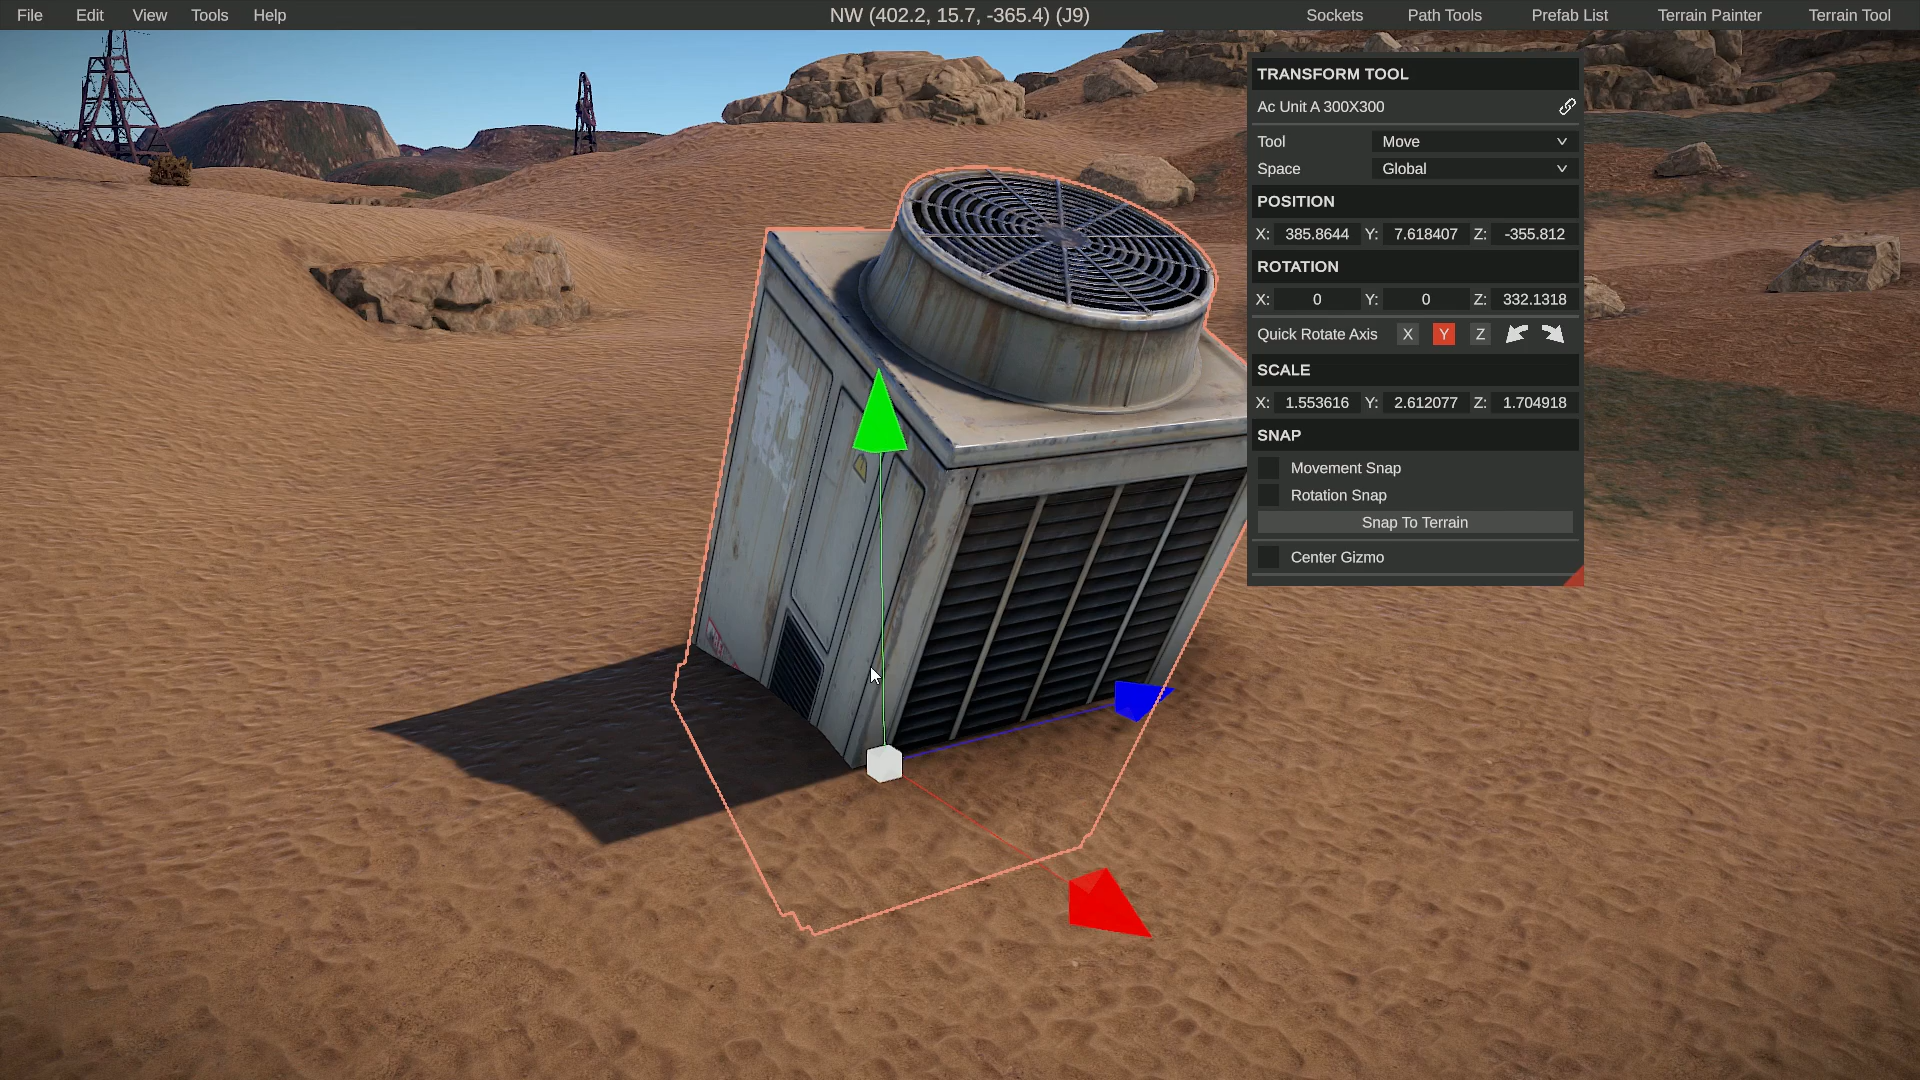 File Edit View Tools Help NW (402.2, 15.7, -365.4) (J9) Sockets Path Tools Prefab List Terrain Painter Terrain Tool
TRANSFORM TOOL
Ac Unit A 300X300
Tool Move
Space Global
POSITION
X: 385.8644 Y: 7.618407 Z: -355.812
ROTATION
X: 0 Y: 0 Z: 332.1318
Quick Rotate Axis X Y Z
SCALE
X: 1.553616 Y: 2.612077 Z: 1.704918
SNAP
Movement Snap
Rotation Snap
Snap To Terrain
Center Gizmo